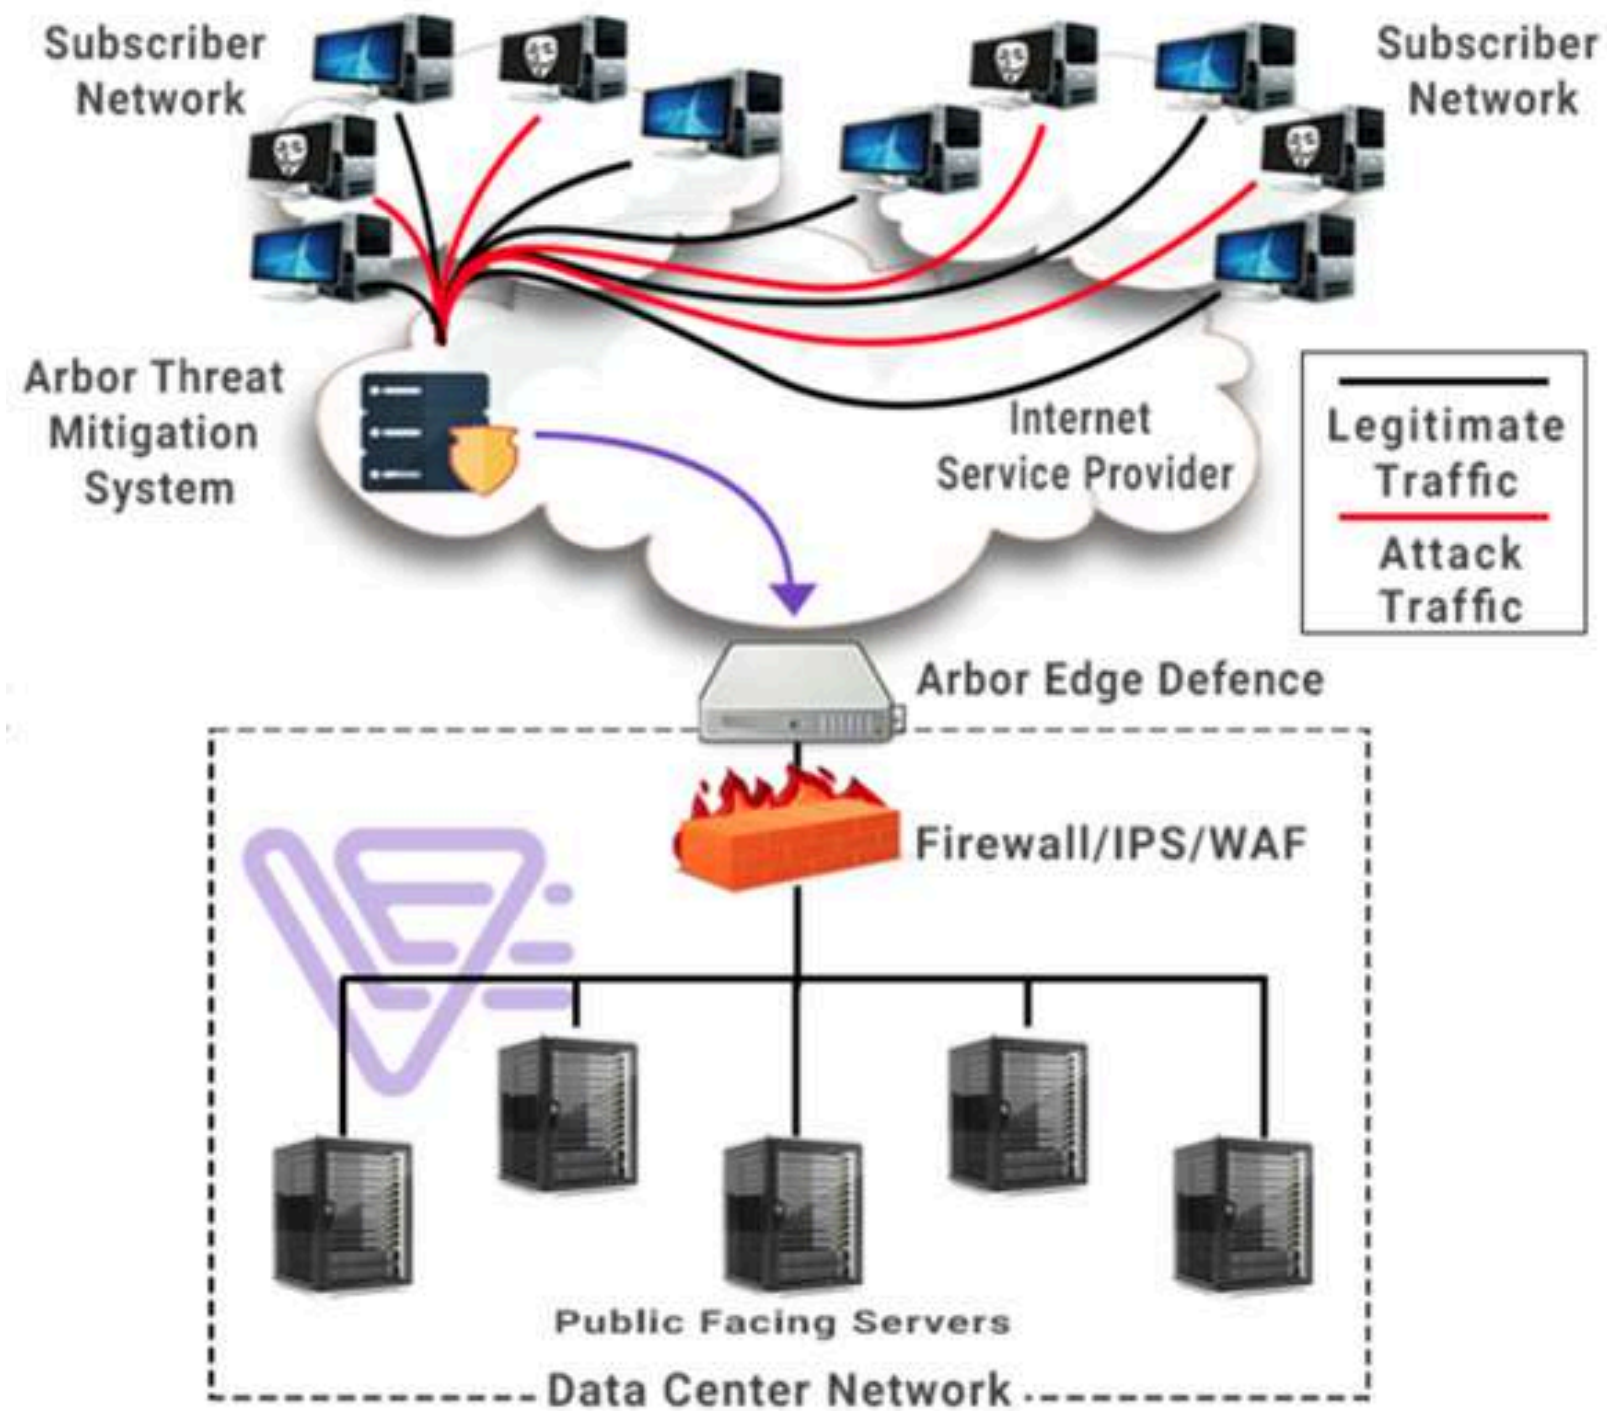 Subscriber
Network
Subscriber
Network
Arbor Threat
Mitigation
System
Internet
Service Provider
Legitimate
Traffic
Attack
Traffic
Arbor Edge Defence
Firewall/IPS/WAF
Public Facing Servers
Data Center Network